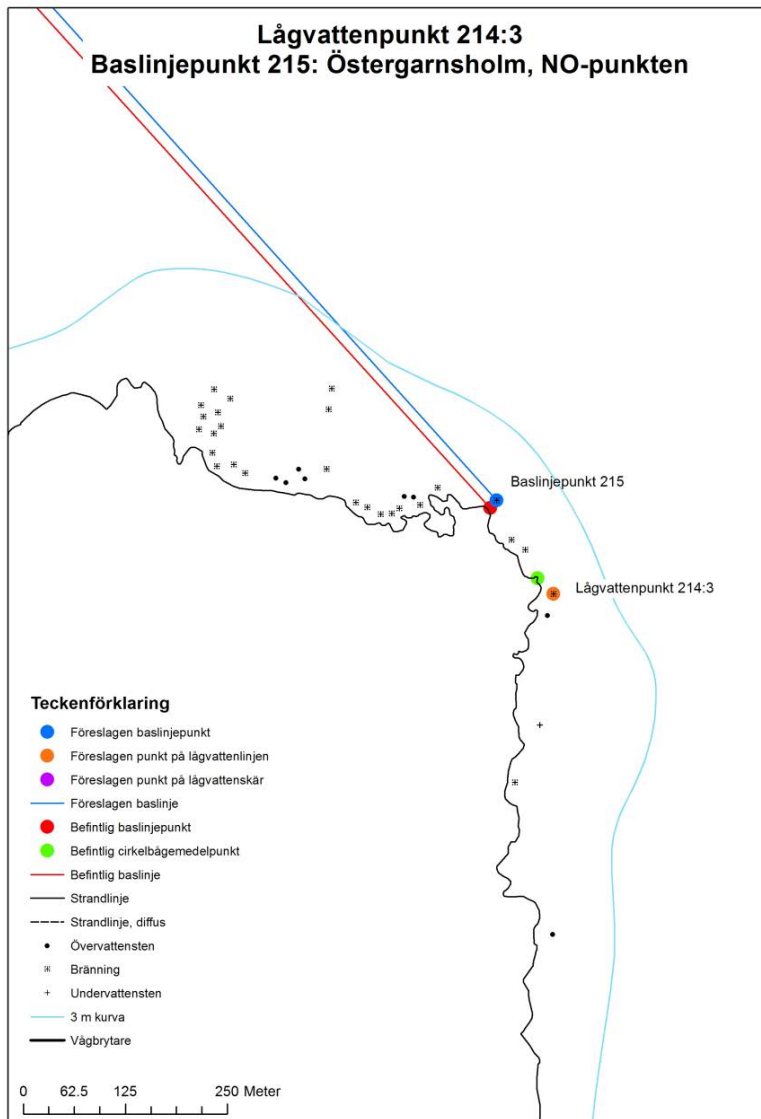 Lågvattenpunkt 214:3
Baslinjepunkt 215: Östergarnsholm, NO-punkten
Baslinjepunkt 215
Lågvattenpunkt 214:3
Teckenförklaring
Föreslagen baslinjepunkt
Föreslagen punkt på lågvattenlinjen
Föreslagen punkt på lågvattenskär
Föreslagen baslinje
Befintlig baslinjepunkt
Befintlig cirkelbågemedelpunkt
Befintlig baslinje
Strandlinje
Strandlinje, diffus
Övervattensten
Bränning
Undervattensten
3 m kurva
Vågbrytare
0 62.5 125 250 Meter